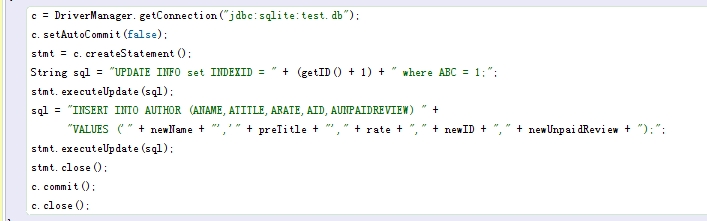 c = DriverManager.getConnection("jdbc:sqlite:test.db");
c.setAutoCommit(false);
stmt = c.createStatement();
String sql = "UPDATE INFO set INDEXID = " + (getID() + 1) + " where ABC = 1;";
stmt.executeUpdate(sql);
sql = "INSERT INTO AUTHOR (ANAME,ATITLE,ARATE,AID,AUNPAIDREVIEW) " +
"VALUES ('" + newName + "','" + preTitle + "'," + rate + "," + newID + "," + newUnpaidReview + ");";
stmt.executeUpdate(sql);
stmt.close();
c.commit();
c.close();